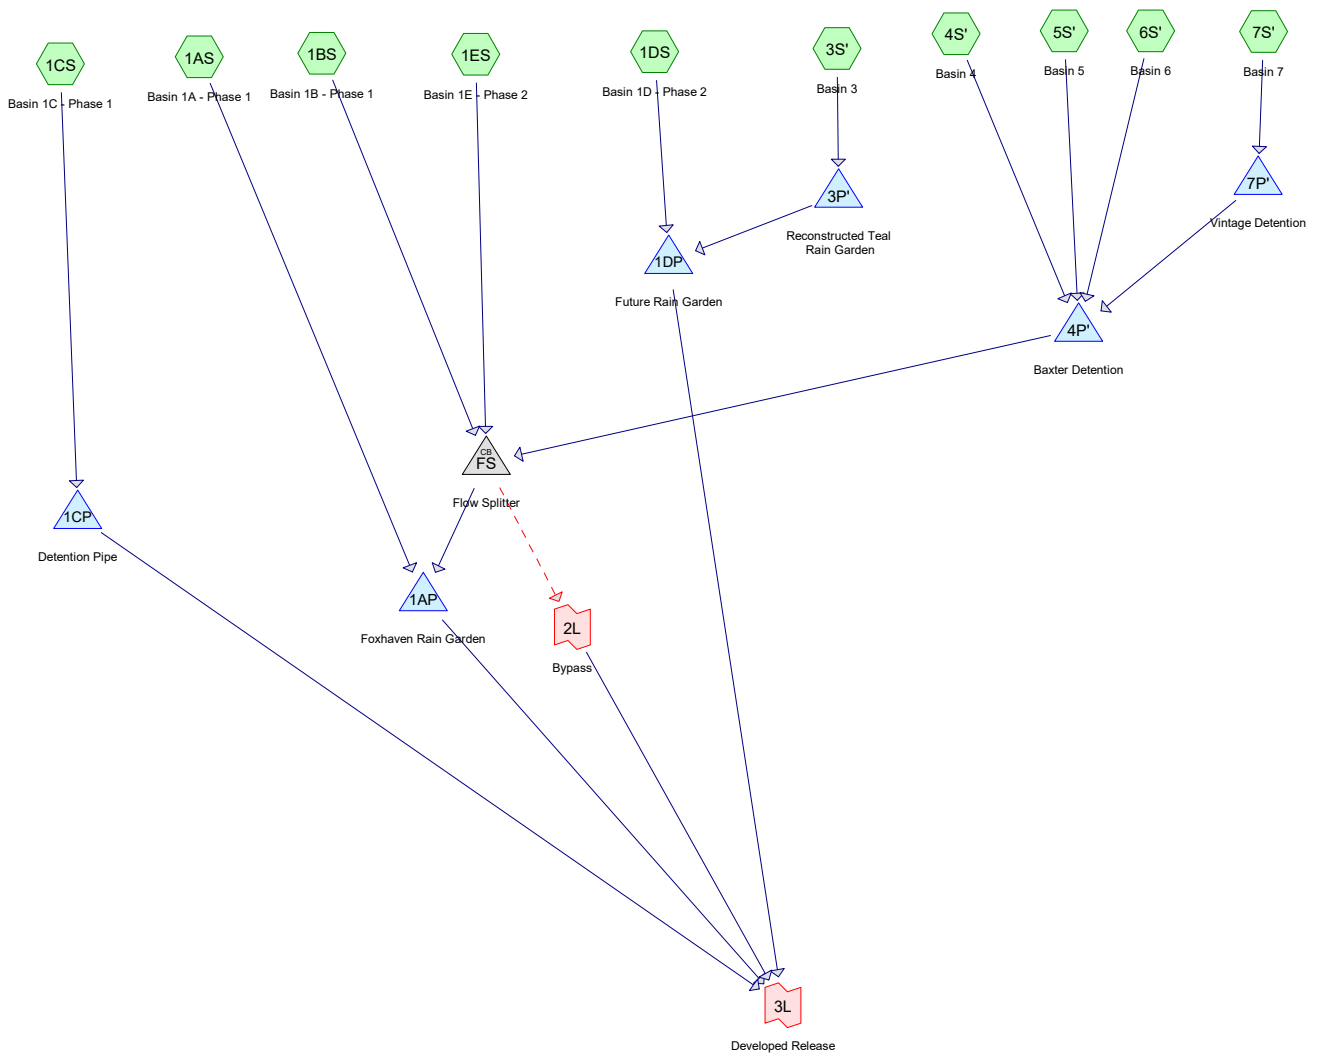 1CS
Basin 1C - Phase 1
1AS
Basin 1A - Phase 1
1BS
Basin 1B - Phase 1
1ES
Basin 1E - Phase 2
1DS
Basin 1D - Phase 2
3S'
Basin 3
4S'
Basin 4
5S'
Basin 5
6S'
Basin 6
7S'
Basin 7
3P'
Reconstructed Teal
Rain Garden
7P'
Vintage Detention
1DP
Future Rain Garden
4P'
Baxter Detention
CB
FS
Flow Splitter
1CP
Detention Pipe
1AP
Foxhaven Rain Garden
2L
Bypass
3L
Developed Release